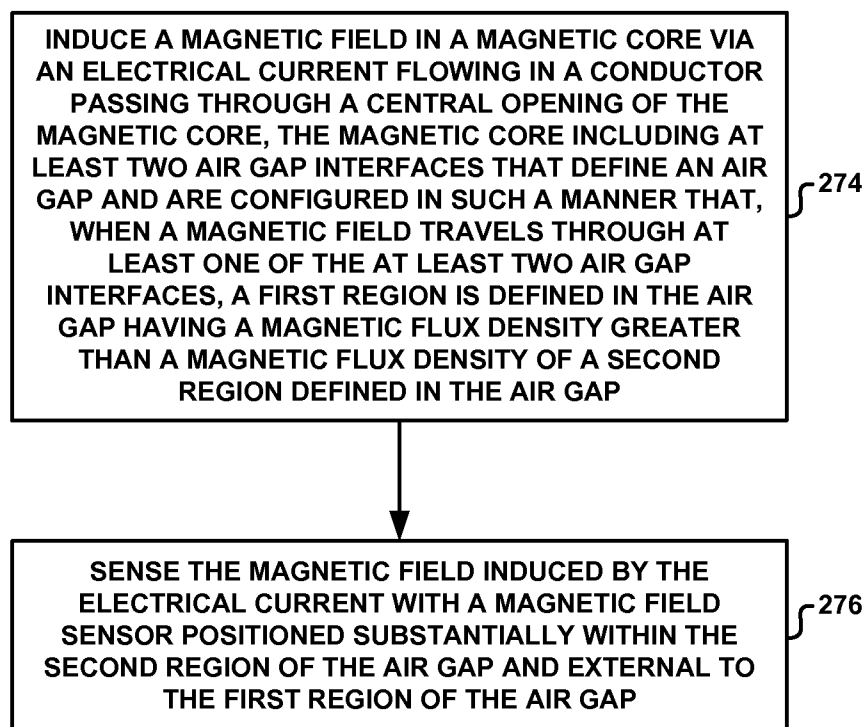 INDUCE A MAGNETIC FIELD IN A MAGNETIC CORE VIA
AN ELECTRICAL CURRENT FLOWING IN A CONDUCTOR
PASSING THROUGH A CENTRAL OPENING OF THE
MAGNETIC CORE, THE MAGNETIC CORE INCLUDING AT
LEAST TWO AIR GAP INTERFACES THAT DEFINE AN AIR
GAP AND ARE CONFIGURED IN SUCH A MANNER THAT,
WHEN A MAGNETIC FIELD TRAVELS THROUGH AT
LEAST ONE OF THE AT LEAST TWO AIR GAP
INTERFACES, A FIRST REGION IS DEFINED IN THE AIR
GAP HAVING A MAGNETIC FLUX DENSITY GREATER
THAN A MAGNETIC FLUX DENSITY OF A SECOND
REGION DEFINED IN THE AIR GAP
274
SENSE THE MAGNETIC FIELD INDUCED BY THE
ELECTRICAL CURRENT WITH A MAGNETIC FIELD
SENSOR POSITIONED SUBSTANTIALLY WITHIN THE
SECOND REGION OF THE AIR GAP AND EXTERNAL TO
THE FIRST REGION OF THE AIR GAP
276